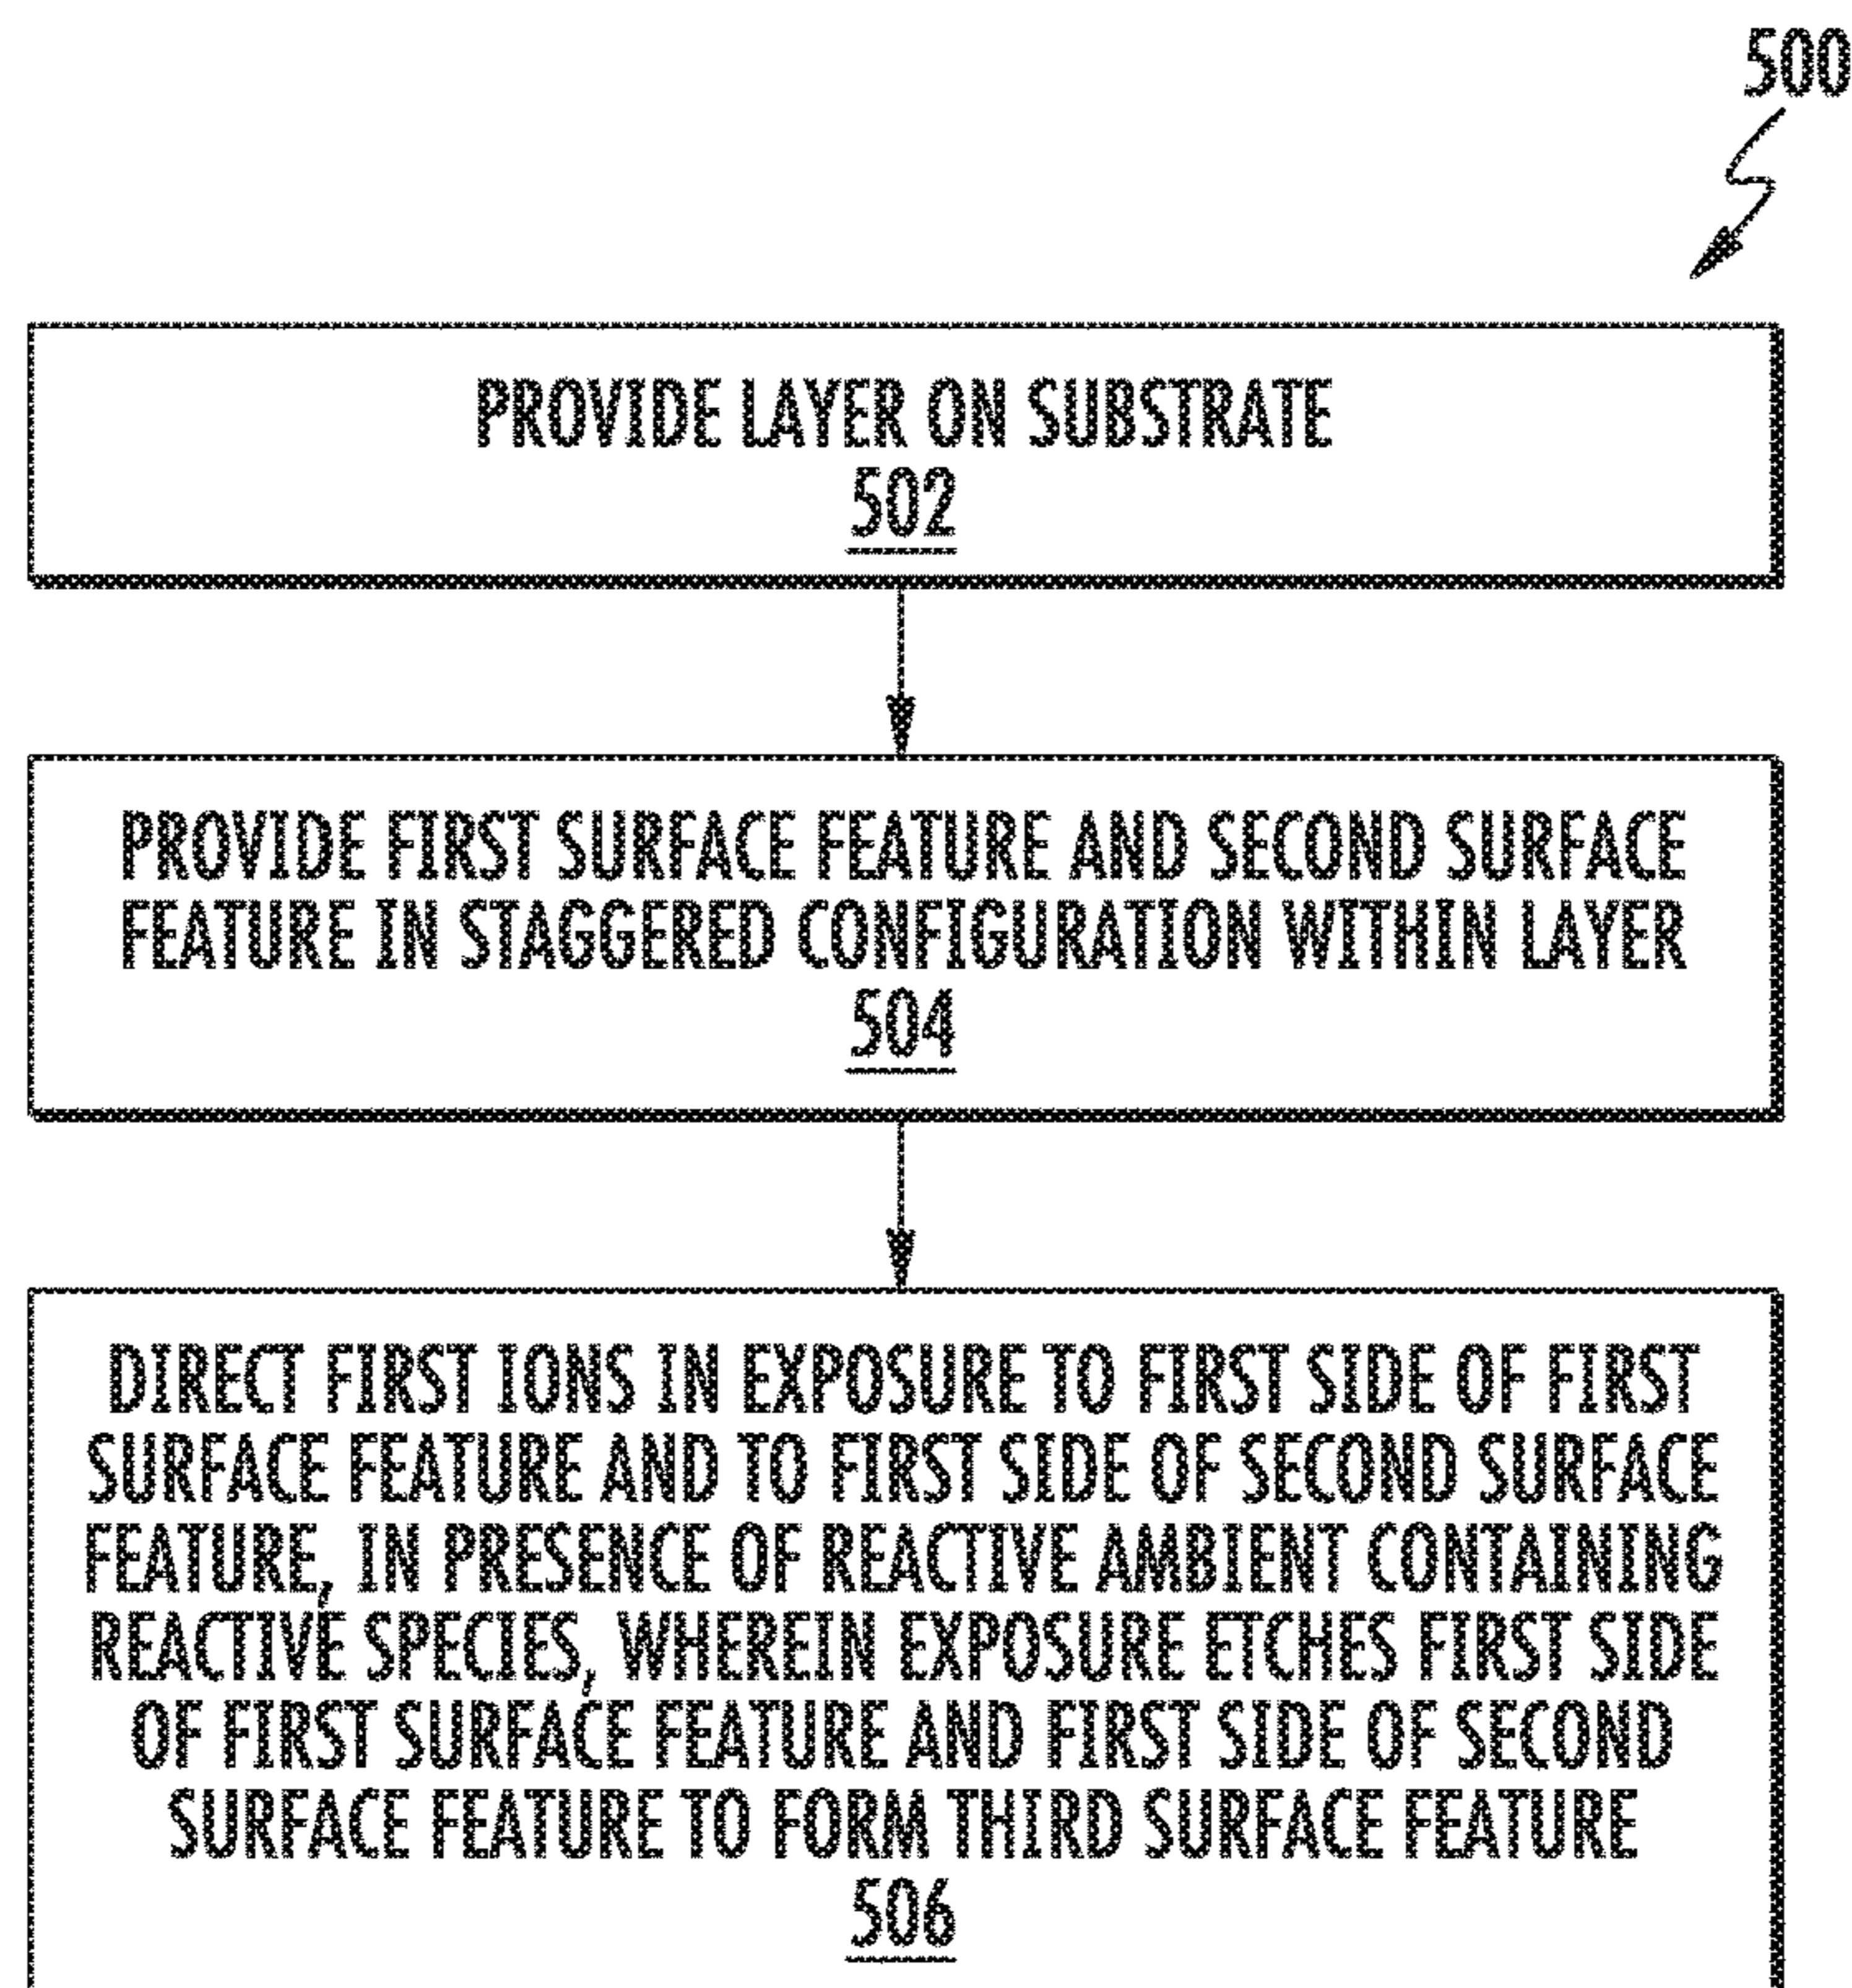 500
PROVIDE LAYER ON SUBSTRATE
502
PROVIDE FIRST SURFACE FEATURE AND SECOND SURFACE
FEATURE IN STAGGERED CONFIGURATION WITHIN LAYER
504
DIRECT FIRST IONS IN EXPOSURE TO FIRST SIDE OF FIRST
SURFACE FEATURE AND TO FIRST SIDE OF SECOND SURFACE
FEATURE, IN PRESENCE OF REACTIVE AMBIENT CONTAINING
REACTIVE SPECIES, WHEREIN EXPOSURE ETCHES FIRST SIDE
OF FIRST SURFACE FEATURE AND FIRST SIDE OF SECOND
SURFACE FEATURE TO FORM THIRD SURFACE FEATURE
506